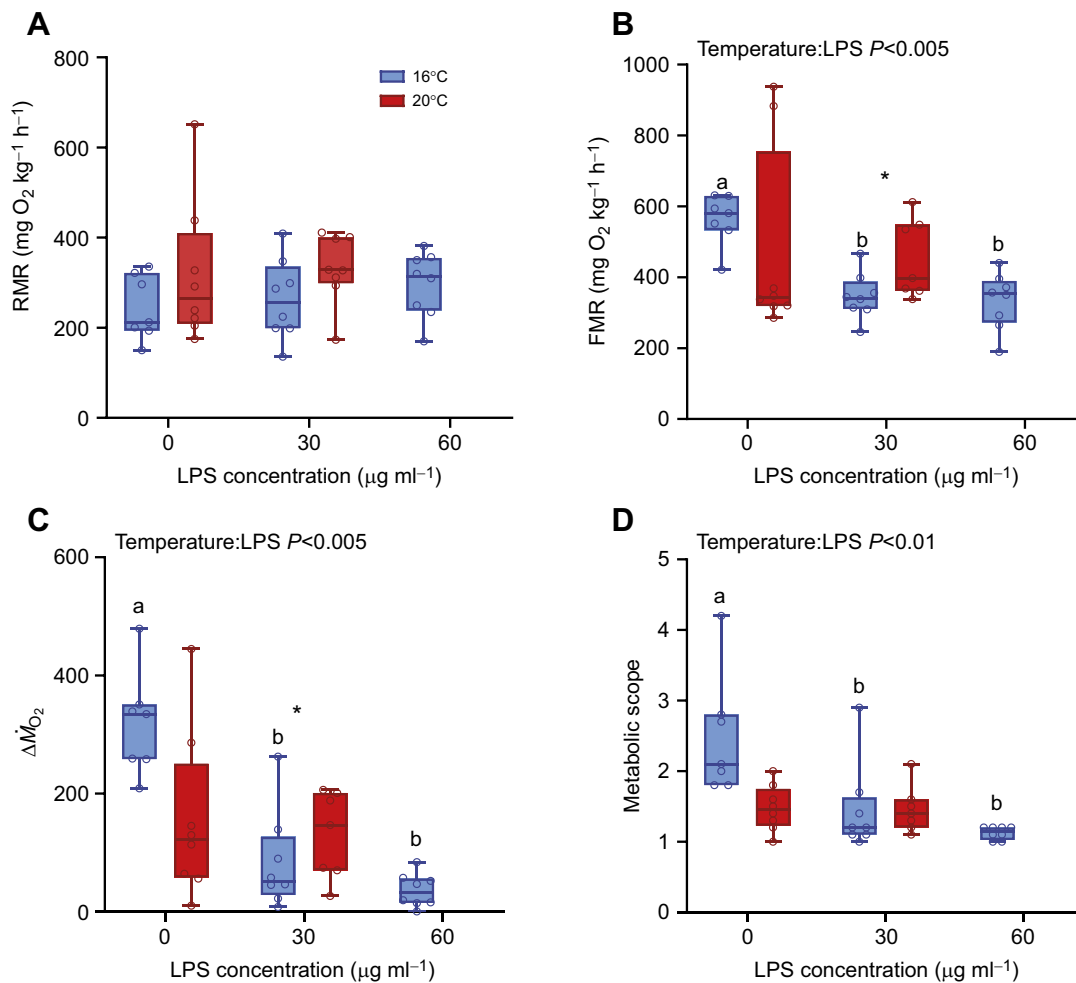 A
RMR (mg O2 kg−1 h−1)
800
600
400
200
0
16°C
20°C
0
30
60
LPS concentration (μg ml−1)
B
Temperature:LPS P<0.005
FMR (mg O2 kg−1 h−1)
1000
800
600
400
200
0
a
b
*
b
0
30
60
LPS concentration (μg ml−1)
C
Temperature:LPS P<0.005
ΔṀO2
600
400
200
0
a
b
*
b
0
30
60
LPS concentration (μg ml−1)
D
Temperature:LPS P<0.01
Metabolic scope
5
4
3
2
1
0
a
b
b
0
30
60
LPS concentration (μg ml−1)